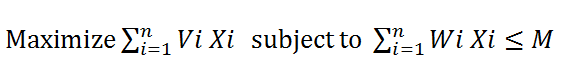 Maximize ∑ⁿᵢ₌₁ Vi Xi subject to ∑ⁿᵢ₌₁ Wi Xi ≤ M